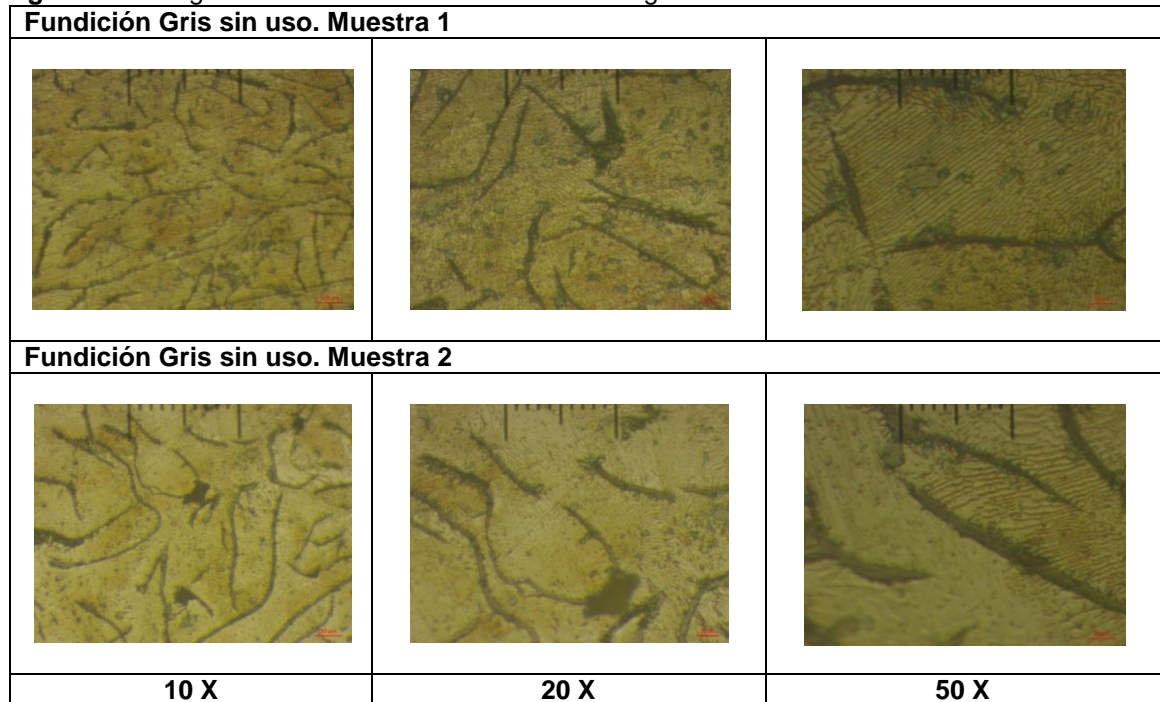 Fundición Gris sin uso. Muestra 1
Fundición Gris sin uso. Muestra 2
10 X
20 X
50 X